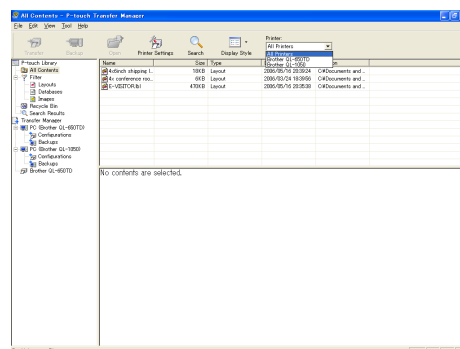 All Contents - P-touch Transfer Manager
File Edit View Tool Help
Printer:
All Printers
Transfer Backup Open Printer Settings Search Display Style
All Printers
Brother QL-650TD
Brother QL-1050
P-touch Library
All Contents
Filter
Layouts
Databases
Images
Recycle Bin
Search Results
Transfer Manager
PC (Brother QL-650TD)
Configurations
Backups
PC (Brother QL-1050)
Configurations
Backups
Brother QL-650TD
Name Size Type
4x6inch shipping l... 18KB Layout 2006/05/16 20:39:24 C:¥Documents and ...
4x conference roo... 6KB Layout 2006/03/24 18:39:56 C:¥Documents and ...
E-VISITOR.lbl 470KB Layout 2006/05/16 23:35:38 C:¥Documents and ...
No contents are selected.